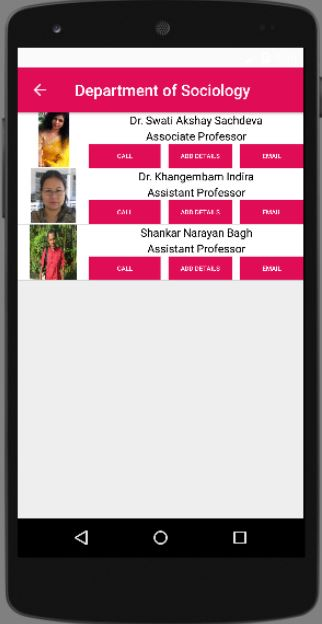 Department of Sociology
Dr. Swati Akshay Sachdeva
Associate Professor
CALL ADD DETAILS EMAIL
Dr. Khangembam Indira
Assistant Professor
CALL ADD DETAILS EMAIL
Shankar Narayan Bagh
Assistant Professor
CALL ADD DETAILS EMAIL